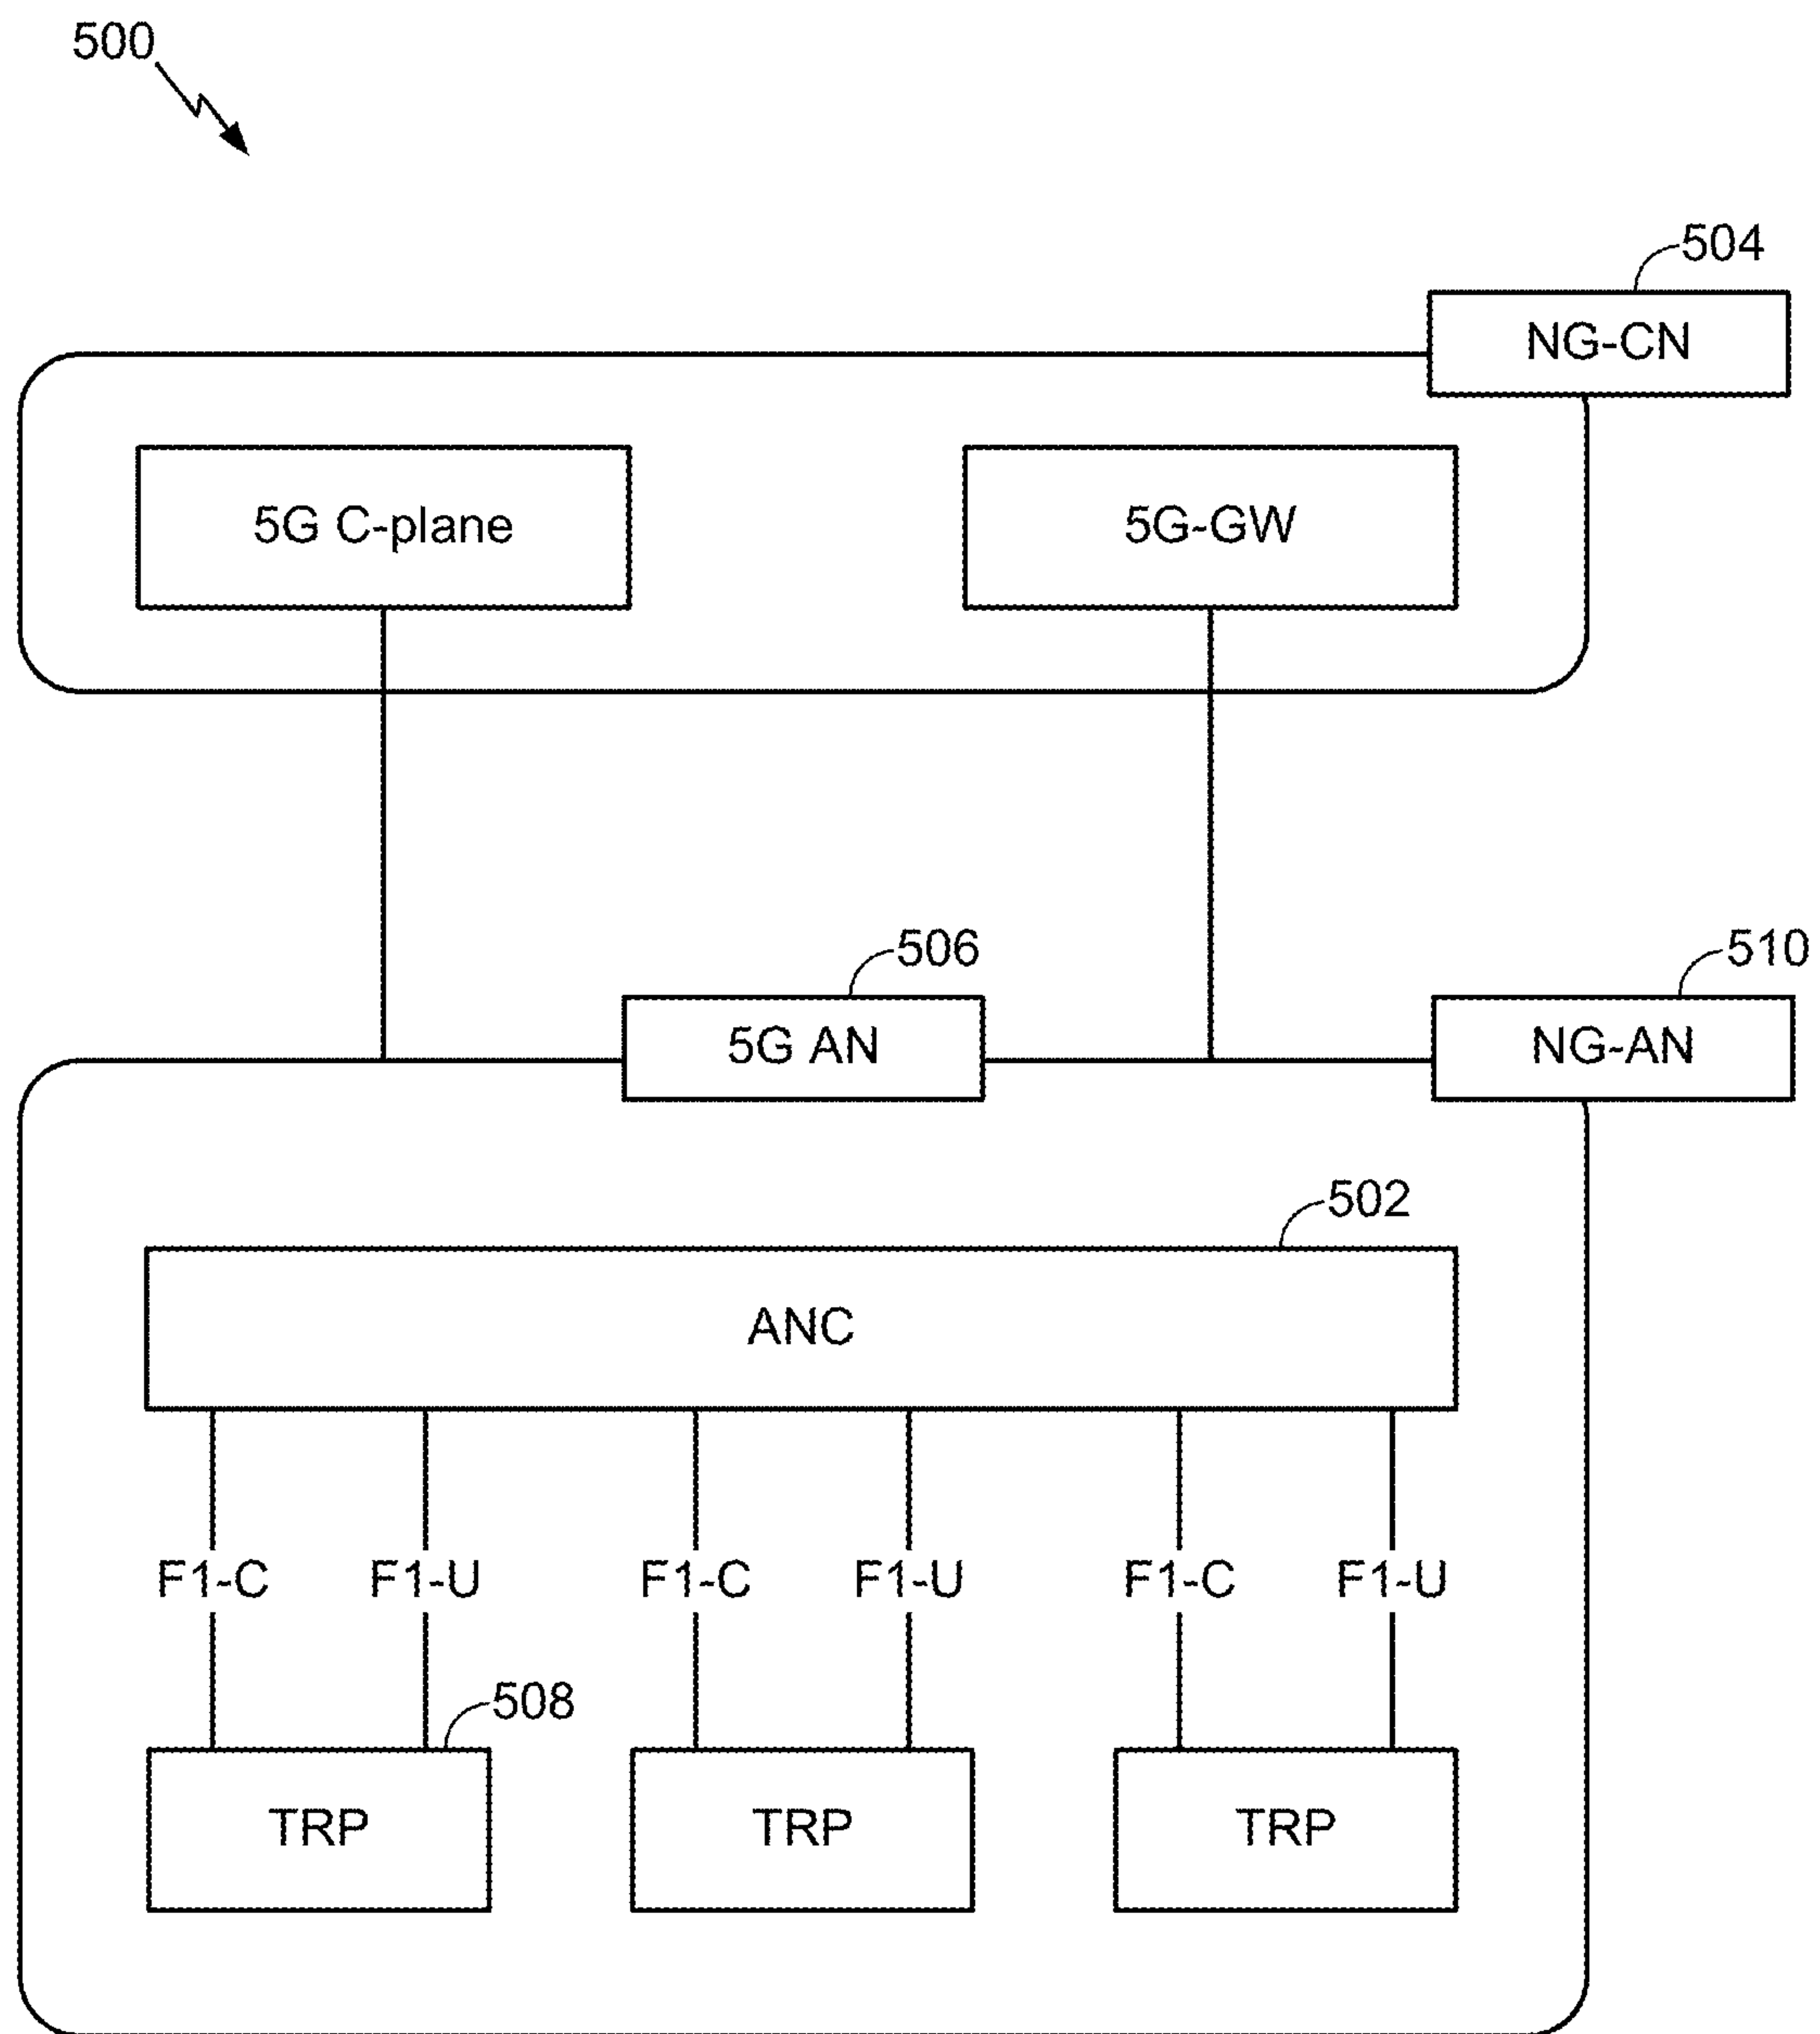 500
504
NG-CN
5G C-plane
5G-GW
506
510
5G AN
NG-AN
502
ANC
F1-C
F1-U
F1-C
F1-U
F1-C
F1-U
508
TRP
TRP
TRP